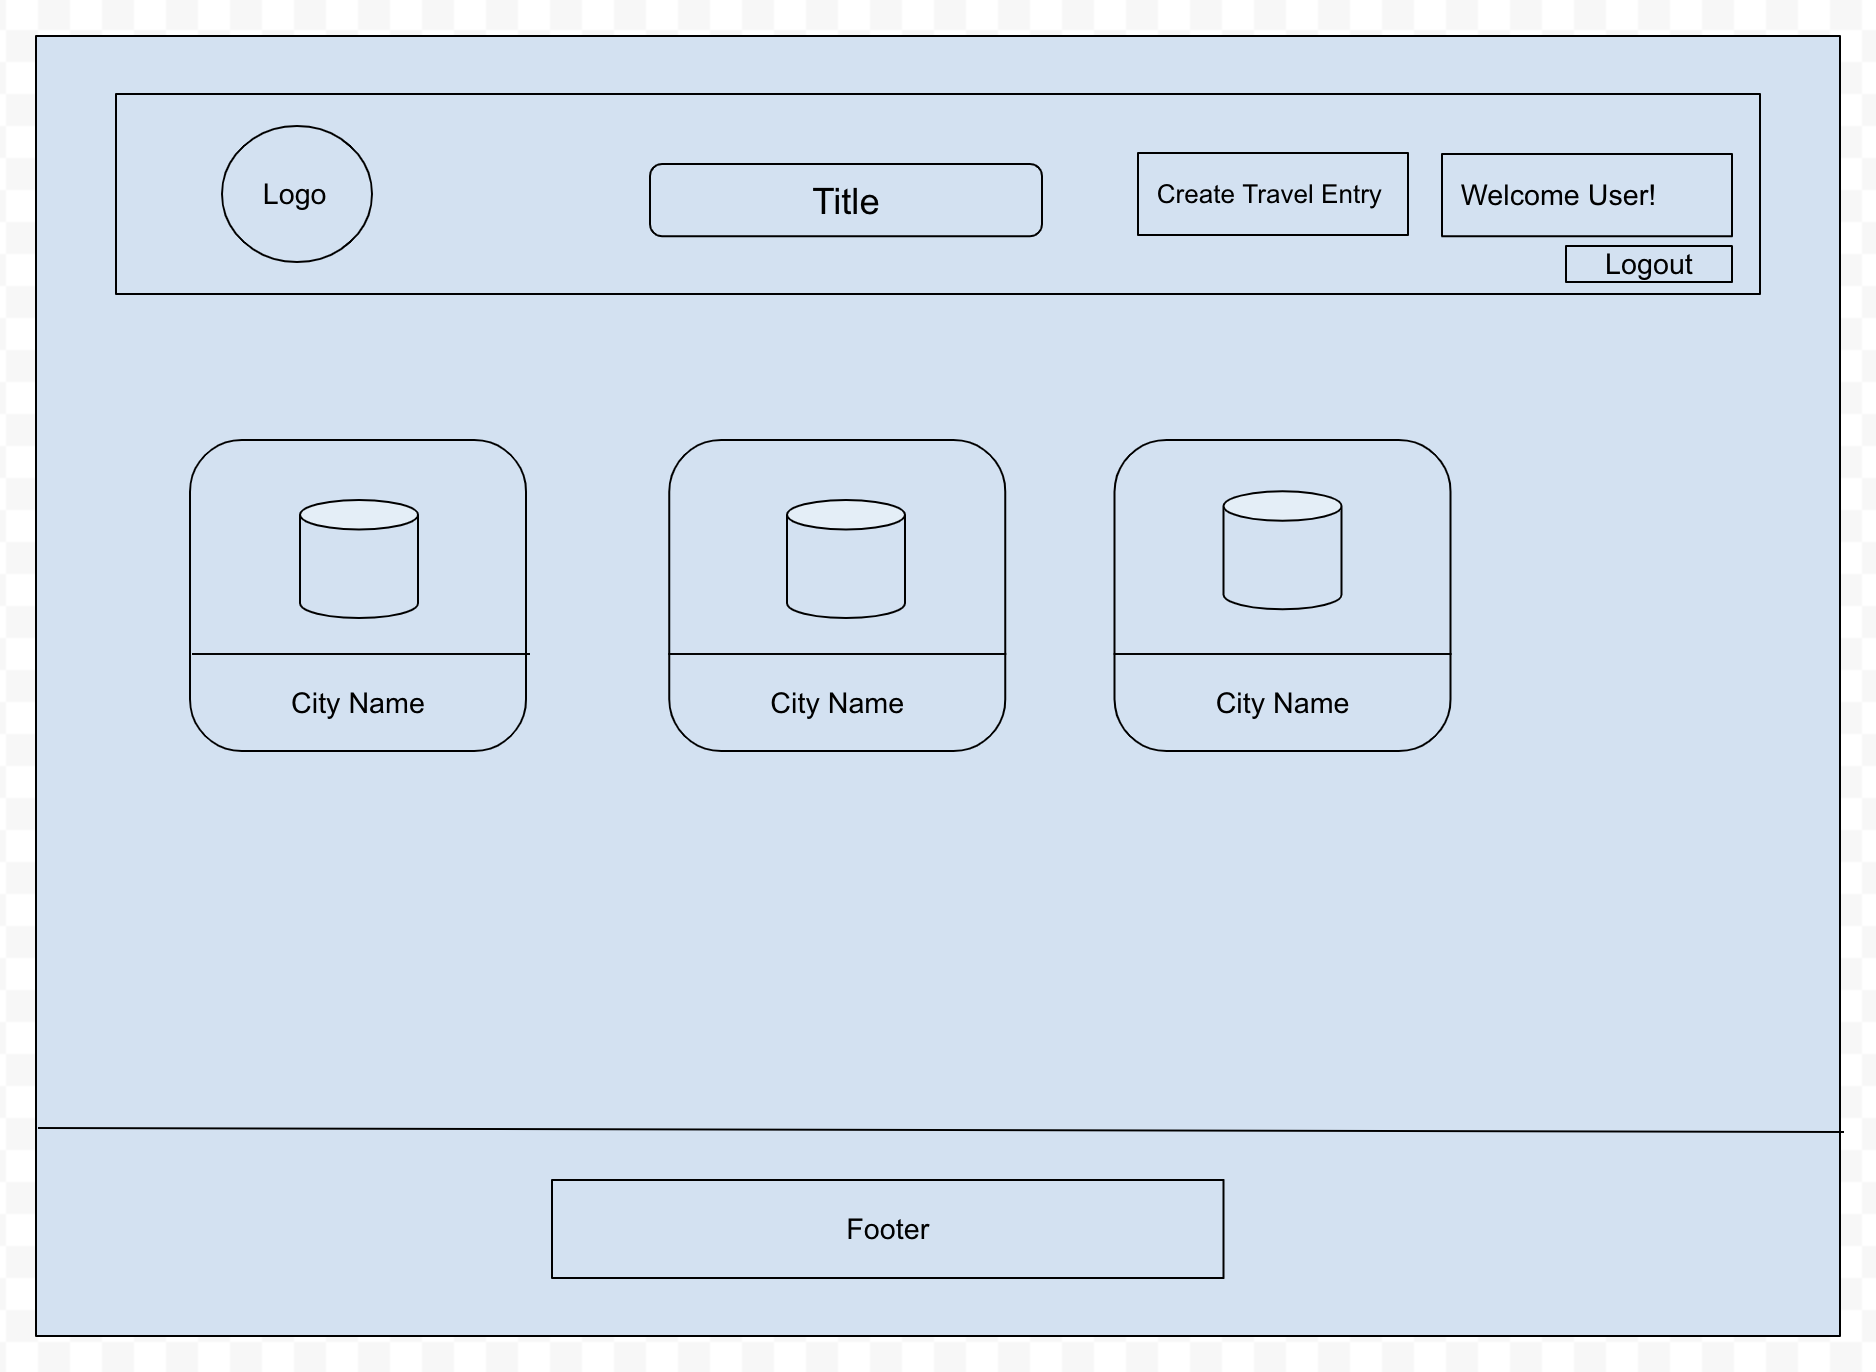 Logo
Title
Create Travel Entry
Welcome User!
Logout
City Name
City Name
City Name
Footer